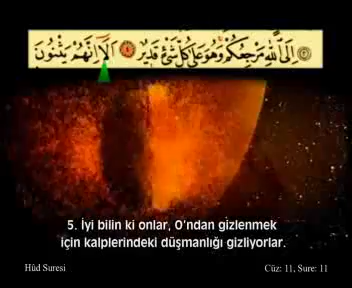 إِلَى اللَّهِ مَرْجِعُكُمْ وَهُوَ عَلَى كُلِّ شَيْءٍ قَدِيرٌ ﴿٤﴾ أَلَا إِنَّهُمْ يَثْنُونَ
5. İyi bilin ki onlar, O'ndan gizlenmek
için kalplerindeki düşmanlığı gizliyorlar.
Hûd Suresi
Cüz: 11, Sure: 11